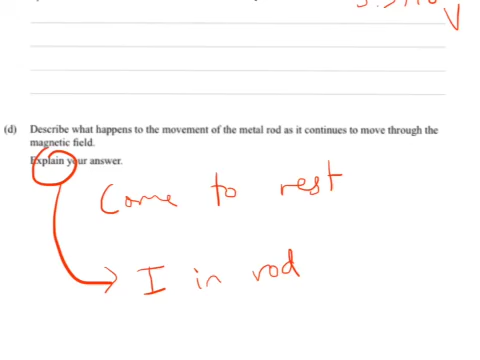 V
(d) Describe what happens to the movement of the metal rod as it continues to move through the
magnetic field.
Explain your answer.
Come to rest
I in rod